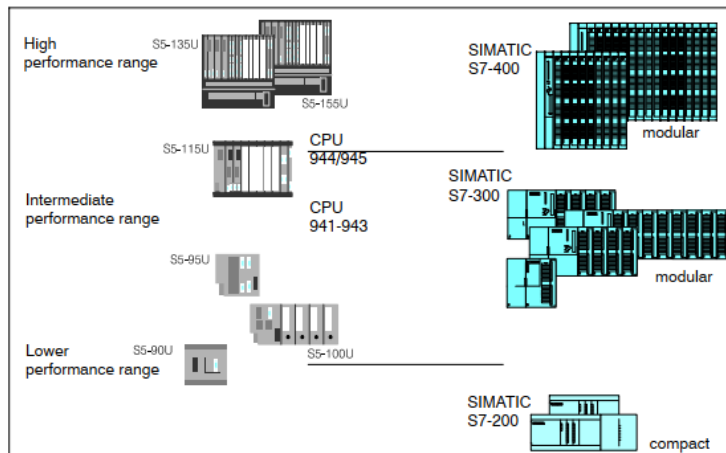 High
performance range
S5-135U
S5-155U
SIMATIC
S7-400
modular
S5-115U
CPU
944/945
Intermediate
performance range
CPU
941-943
SIMATIC
S7-300
modular
S5-95U
S5-100U
Lower
performance range
S5-90U
SIMATIC
S7-200
compact